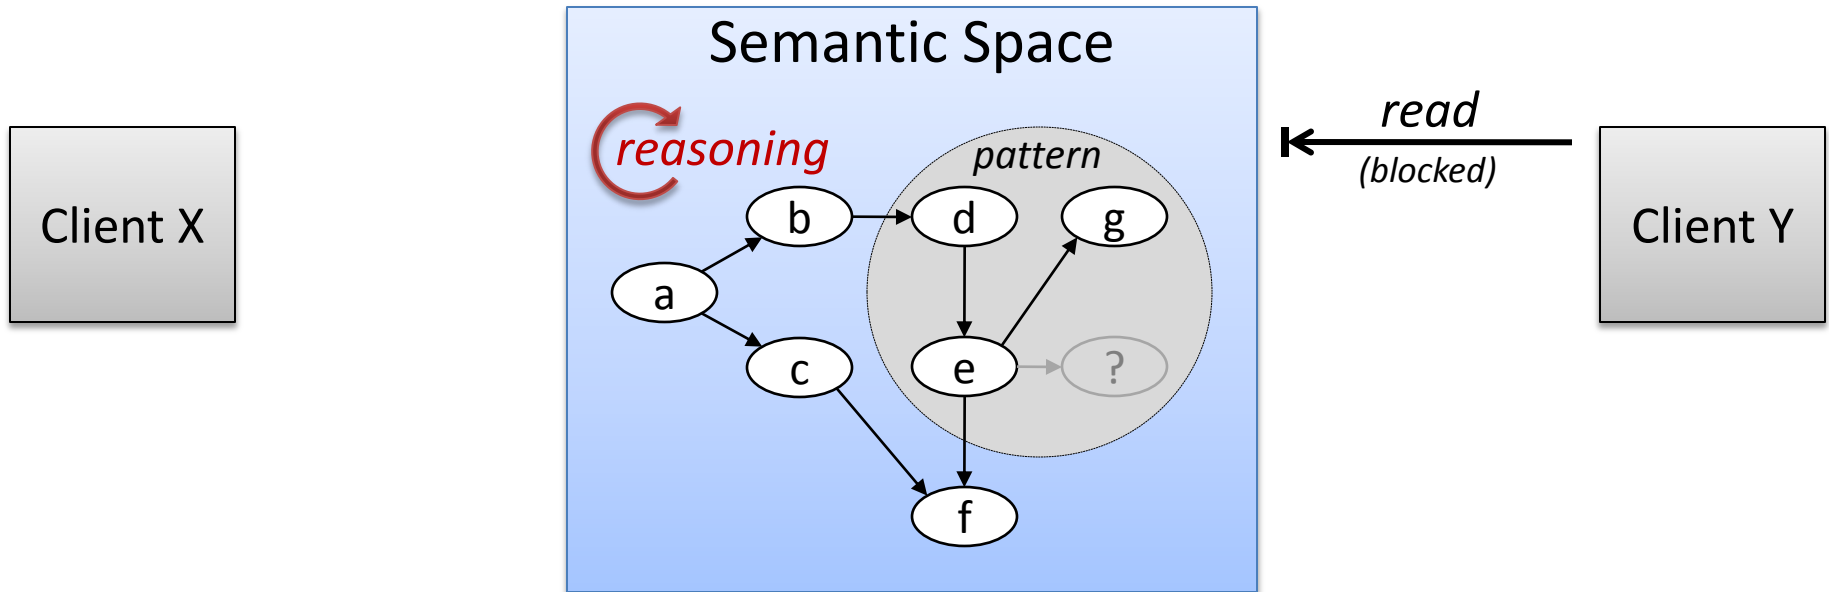 Semantic Space
Client X
reasoning
pattern
b
d
g
a
c
e
?
f
read
(blocked)
Client Y